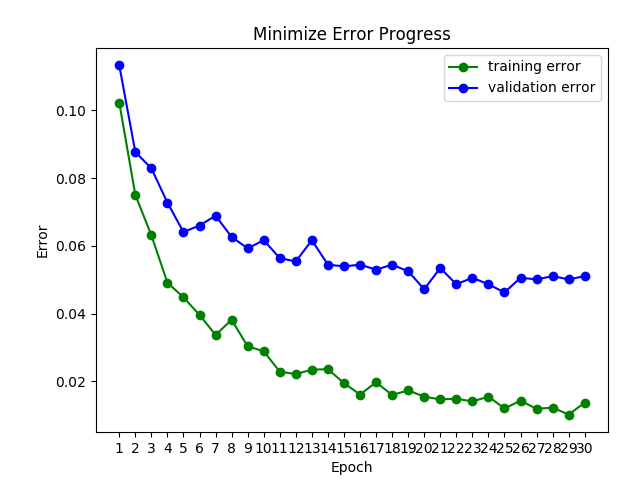 Minimize Error Progress
training error
validation error
0.10
0.08
0.06
0.04
0.02
Error
1 2 3 4 5 6 7 8 9 10 11 12 13 14 15 16 17 18 19 20 21 22 23 24 25 26 27 28 29 30
Epoch